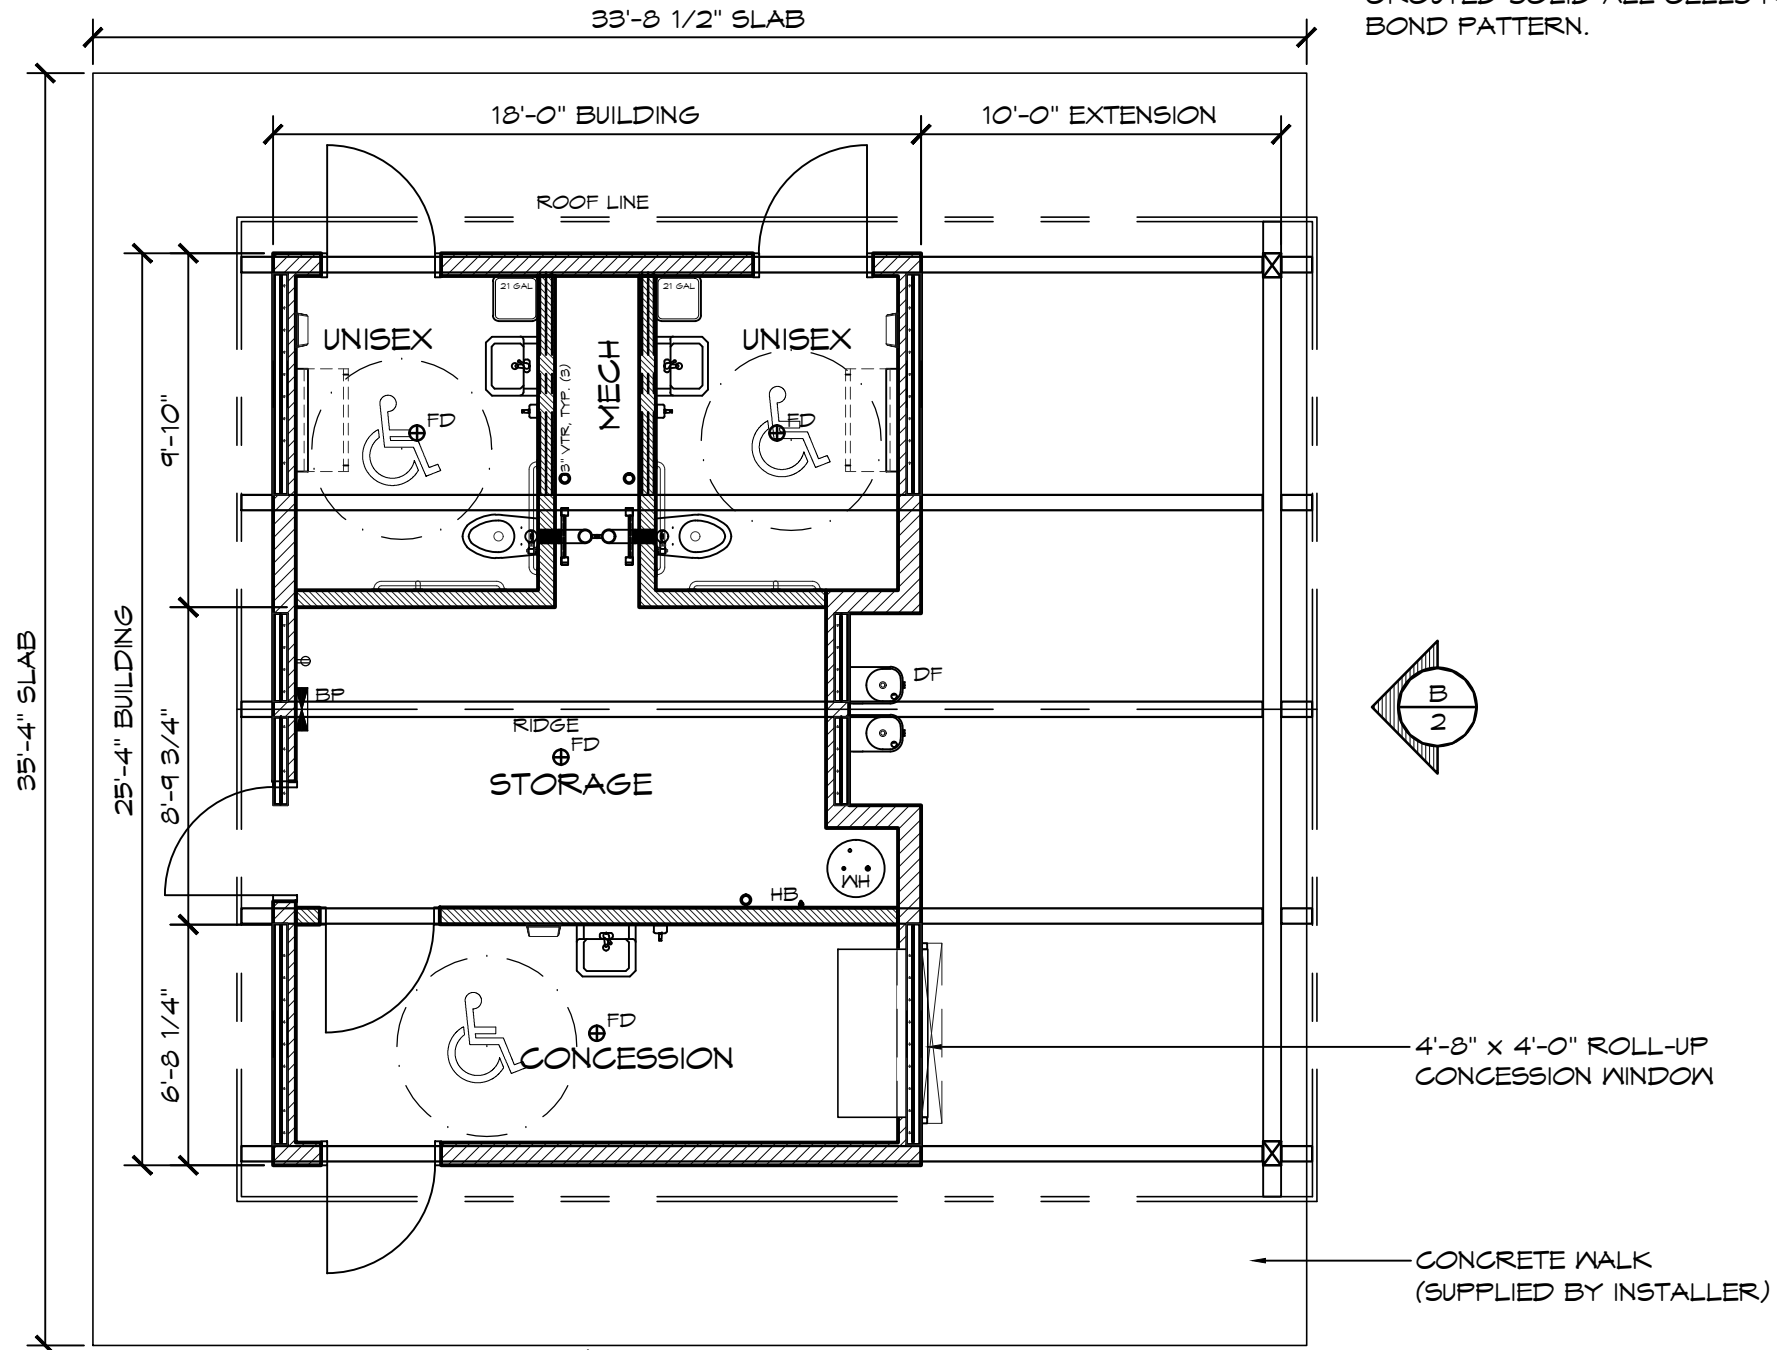 33'-8 1/2" SLAB
BOND PATTERN.
18'-0" BUILDING
10'-0" EXTENSION
ROOF LINE
21 GAL
21 GAL
UNISEX
MECH
UNISEX
3" VTR, TYP. (3)
FD
FD
9'-10"
25'-4" BUILDING
35'-4" SLAB
8'-9 3/4"
6'-8 1/4"
BP
RIDGE
FD
STORAGE
DF
B
2
WH
HB
FD
CONCESSION
4'-8" x 4'-0" ROLL-UP
CONCESSION WINDOW
CONCRETE WALK
(SUPPLIED BY INSTALLER)